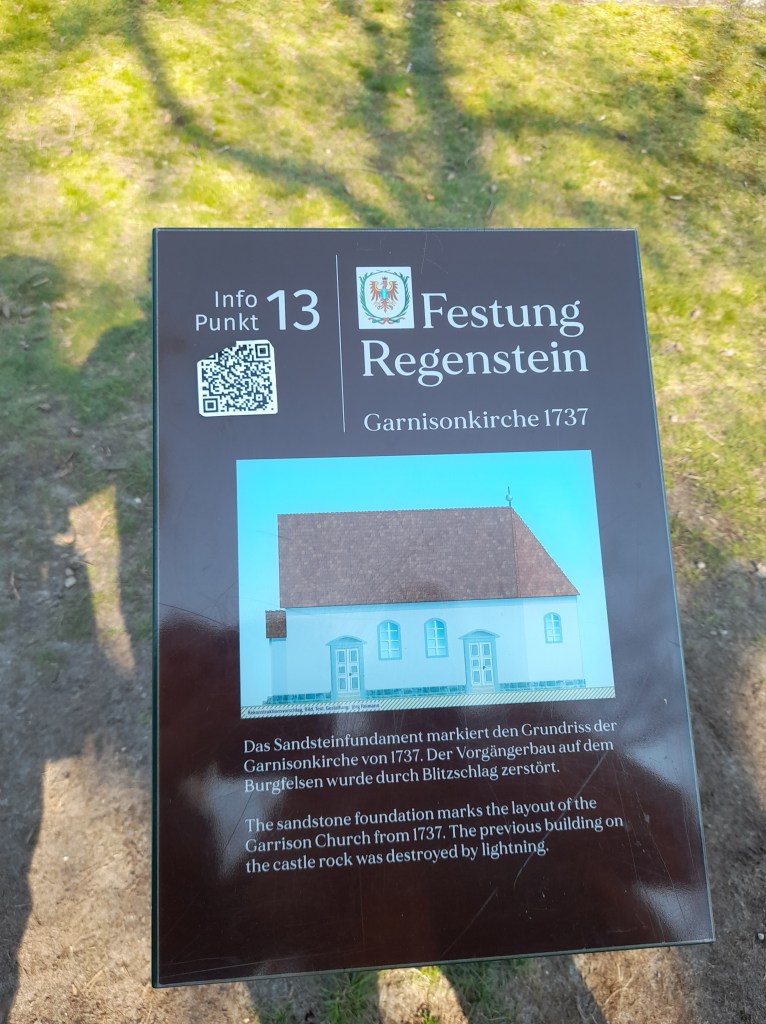 Info
Punkt 13
Festung
Regenstein
Garnisonkirche 1737
Das Sandsteinfundament markiert den Grundriss der
Garnisonkirche von 1737. Der Vorgängerbau auf dem
Burgfelsen wurde durch Blitzschlag zerstört.
The sandstone foundation marks the layout of the
Garrison Church from 1737. The previous building on
the castle rock was destroyed by lightning.